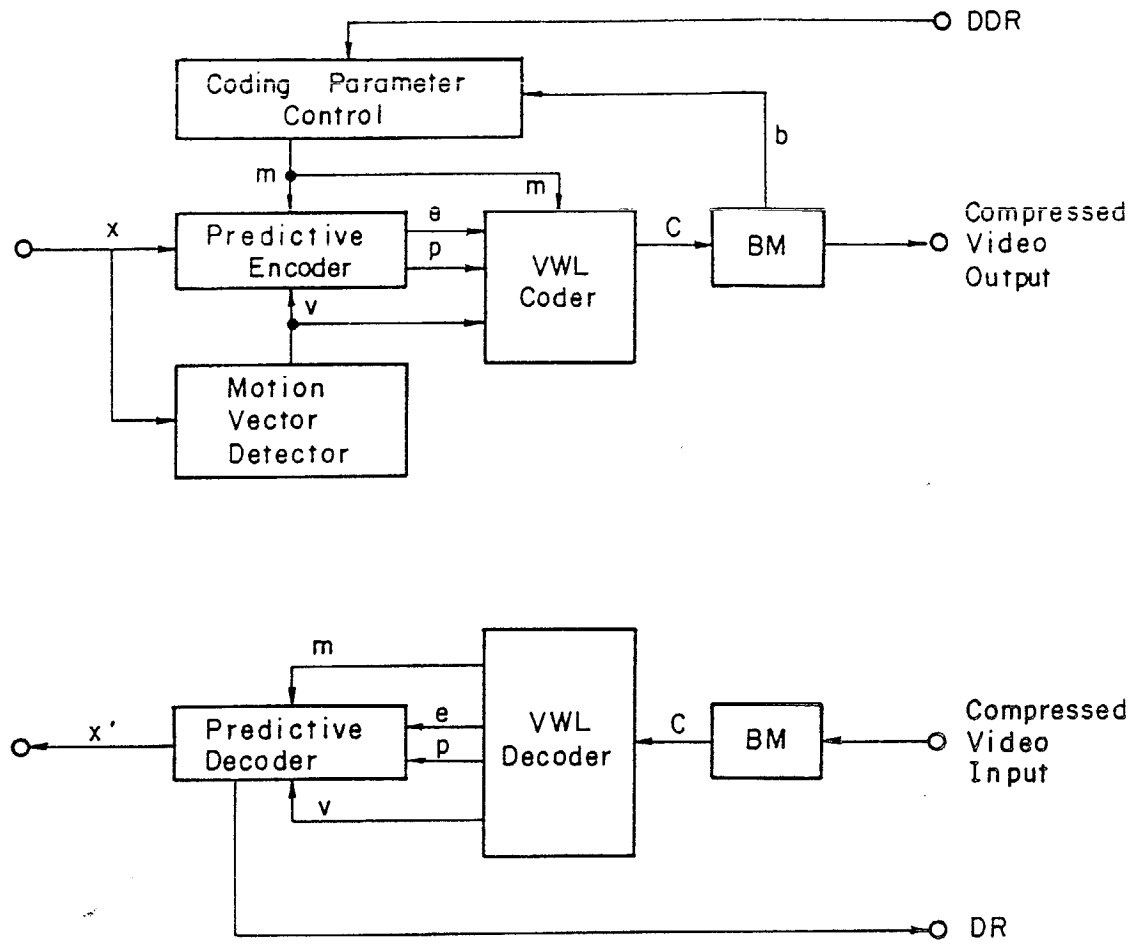 DDR
Coding Parameter
Control
b
m
m
x
Predictive
Encoder
e
p
v
VWL
Coder
C
BM
Compressed
Video
Output
Motion
Vector
Detector
m
x'
Predictive
Decoder
e
p
v
VWL
Decoder
C
BM
Compressed
Video
Input
DR